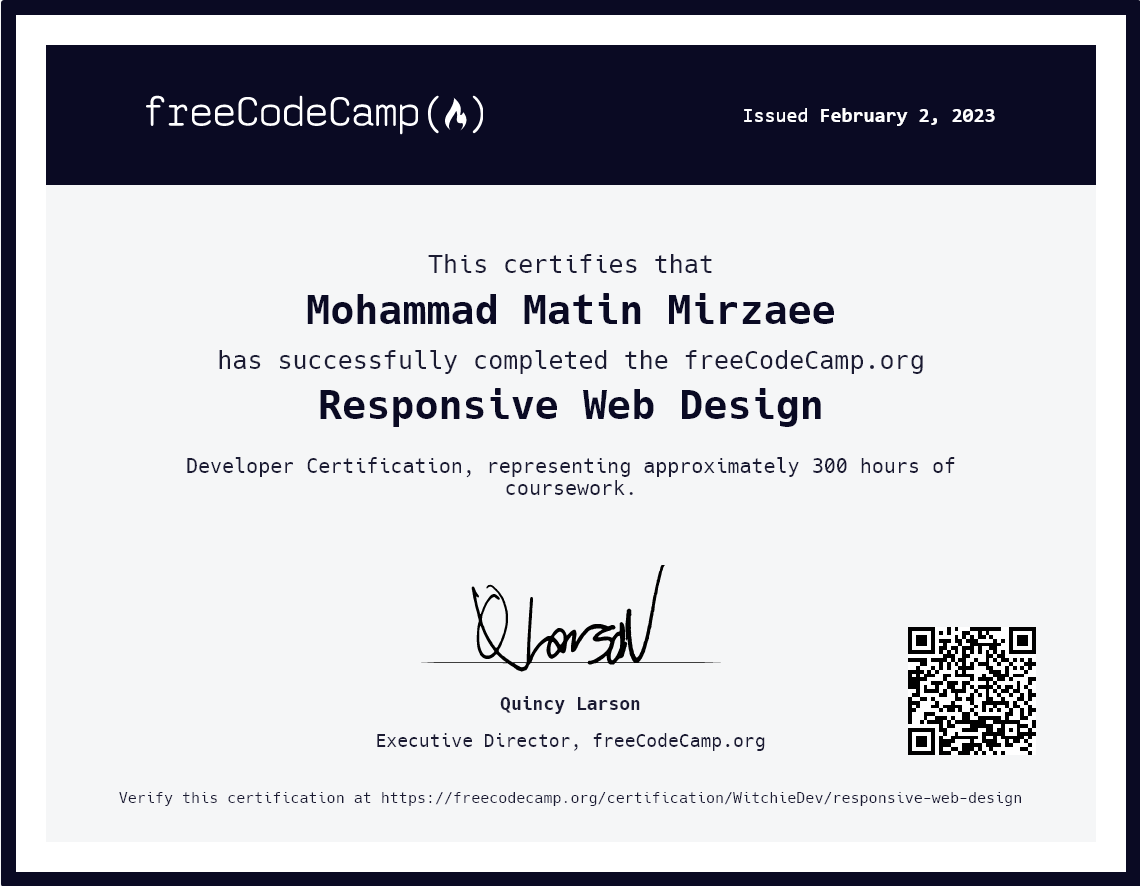 freeCodeCamp(🔥)
Issued February 2, 2023
This certifies that
Mohammad Matin Mirzaee
has successfully completed the freeCodeCamp.org
Responsive Web Design
Developer Certification, representing approximately 300 hours of
coursework.
Q Larson
Quincy Larson
Executive Director, freeCodeCamp.org
Verify this certification at https://freecodecamp.org/certification/WitchieDev/responsive-web-design